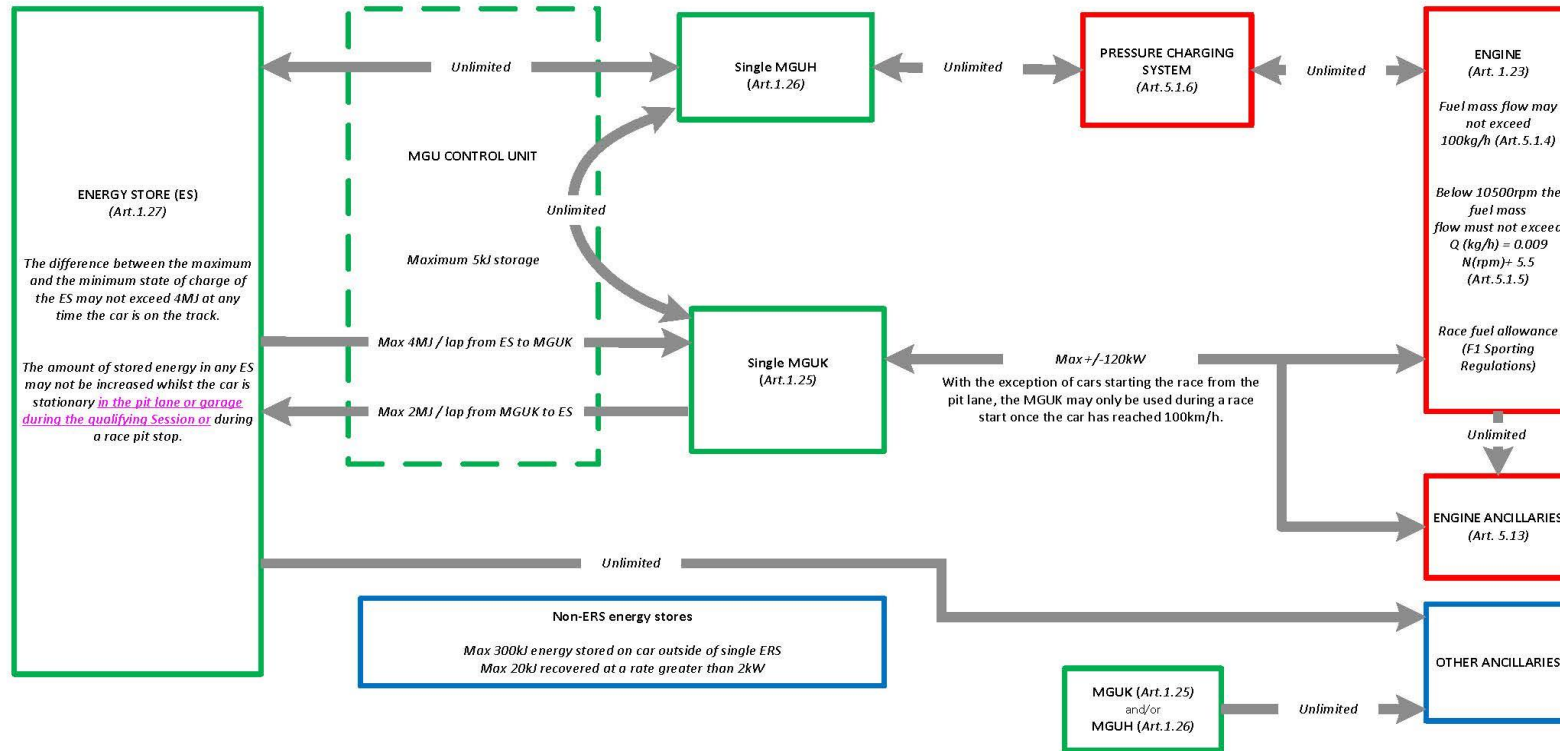 ENERGY STORE (ES)
(Art.1.27)
The difference between the maximum
and the minimum state of charge of
the ES may not exceed 4MJ at any
time the car is on the track.
The amount of stored energy in any ES
may not be increased whilst the car is
stationary in the pit lane or garage
during the qualifying Session or during
a race pit stop.
Unlimited
MGU CONTROL UNIT
Unlimited
Maximum 5kJ storage
Max 4MJ / lap from ES to MGUK
Max 2MJ / lap from MGUK to ES
Single MGUH
(Art.1.26)
Unlimited
PRESSURE CHARGING
SYSTEM
(Art.5.1.6)
Unlimited
ENGINE
(Art. 1.23)
Fuel mass flow may
not exceed
100kg/h (Art.5.1.4)
Below 10500rpm the
fuel mass
flow must not exceed
Q (kg/h) = 0.009
N(rpm)+ 5.5
(Art.5.1.5)
Race fuel allowance
(F1 Sporting
Regulations)
Single MGUK
(Art.1.25)
Max +/-120kW
With the exception of cars starting the race from the
pit lane, the MGUK may only be used during a race
start once the car has reached 100km/h.
Unlimited
ENGINE ANCILLARIES
(Art. 5.13)
Unlimited
Non-ERS energy stores
Max 300kJ energy stored on car outside of single ERS
Max 20kJ recovered at a rate greater than 2kW
OTHER ANCILLARIES
MGUK (Art.1.25)
and/or
MGUH (Art.1.26)
Unlimited